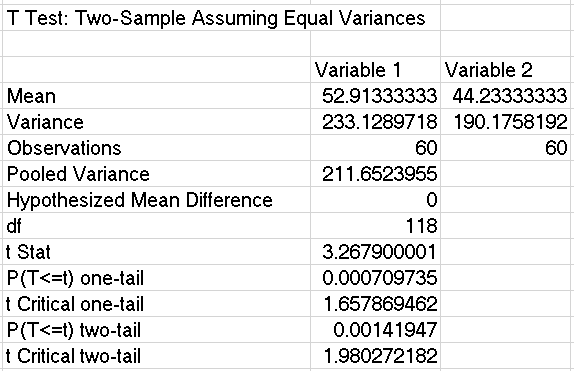 T Test: Two-Sample Assuming Equal Variances
Variable 1 Variable 2
Mean 52.91333333 44.23333333
Variance 233.1289718 190.1758192
Observations 60 60
Pooled Variance 211.6523955
Hypothesized Mean Difference 0
df 118
t Stat 3.267900001
P(T<=t) one-tail 0.000709735
t Critical one-tail 1.657869462
P(T<=t) two-tail 0.00141947
t Critical two-tail 1.980272182